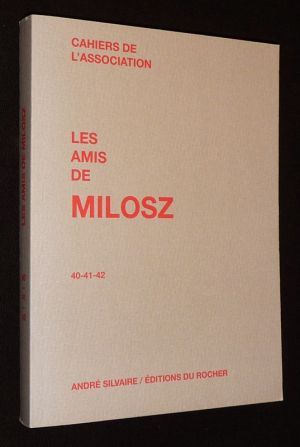 CAHIERS DE
L'ASSOCIATION
LES
AMIS
DE
MILOSZ
40-41-42
ANDRÉ SILVAIRE / ÉDITIONS DU ROCHER
LES AMIS DE MILOSZ